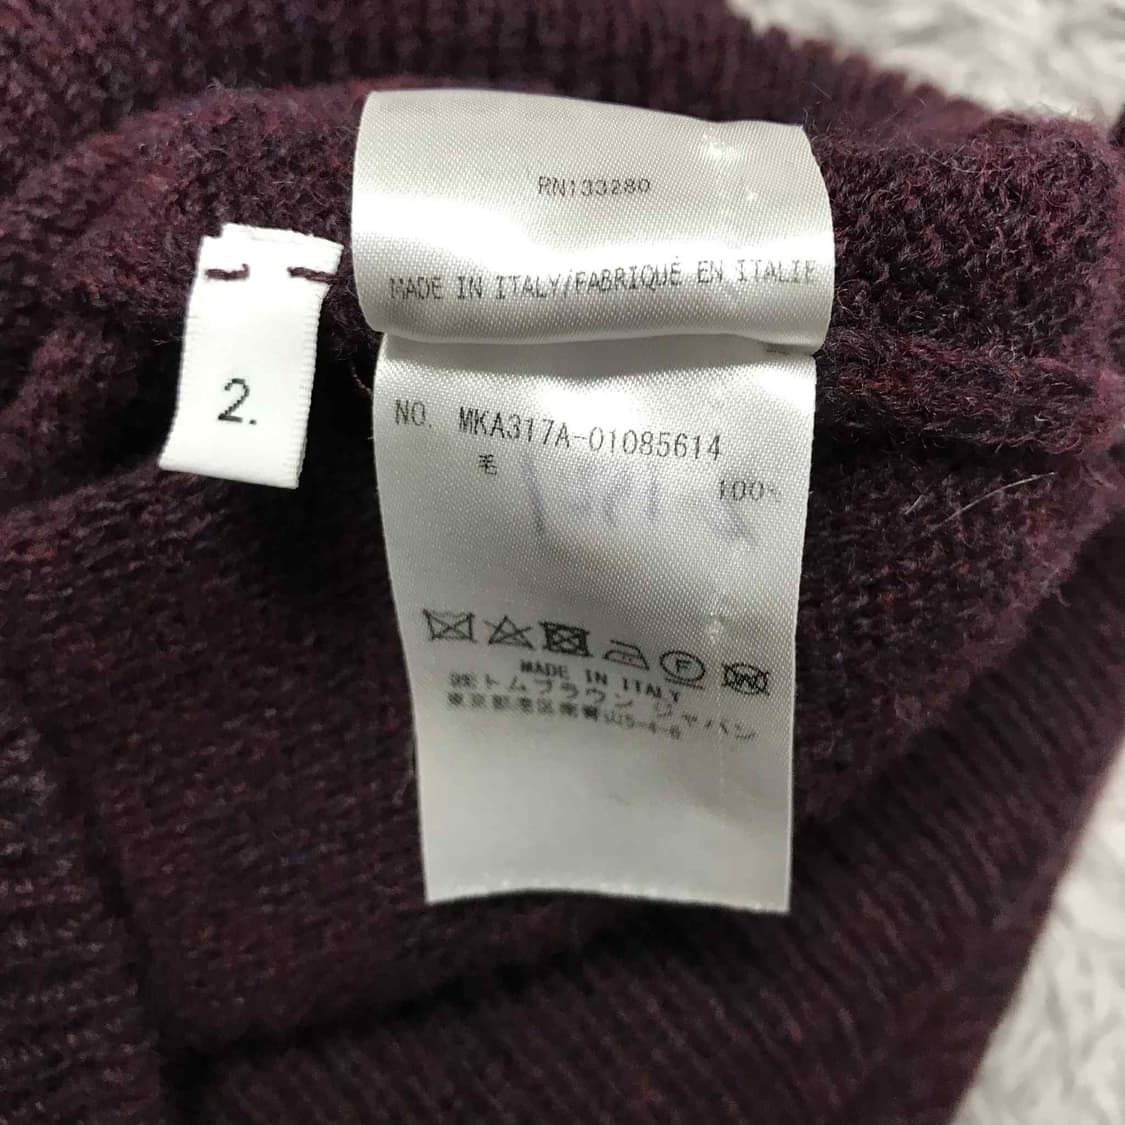 RN133280
MADE IN ITALY/FABRIQUÉ EN ITALIE
2.
NO. MKA317A-01085614
毛 100%
F W
MADE IN ITALY
㈱トムブラウン ジャパン
東京都港区南青山5-4-6